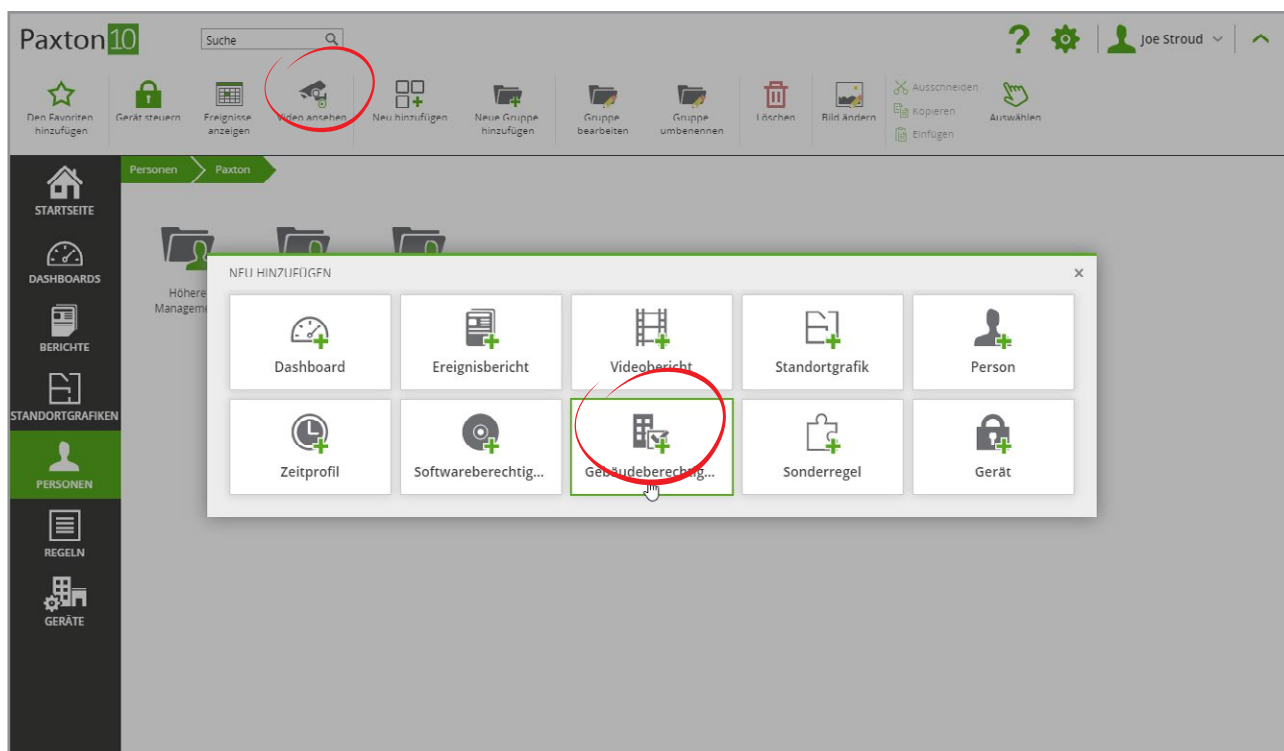 Paxton10
Suche
Joe Stroud
Den Favoriten
hinzufügen
Gerät steuern
Ereignisse
anzeigen
Video ansehen
Neu hinzufügen
Neue Gruppe
hinzufügen
Gruppe
bearbeiten
Gruppe
umbenennen
Löschen
Bild ändern
Ausschneiden
Kopieren
Einfügen
Auswählen
Personen
Paxton
STARTSEITE
DASHBOARDS
BERICHTE
STANDORTGRAFIKEN
PERSONEN
REGELN
GERÄTE
Höhere
Manageme
NEU HINZUFÜGEN
Dashboard
Ereignisbericht
Videobericht
Standortgrafik
Person
Zeitprofil
Softwareberechtig...
Gebäudeberechtig...
Sonderregel
Gerät